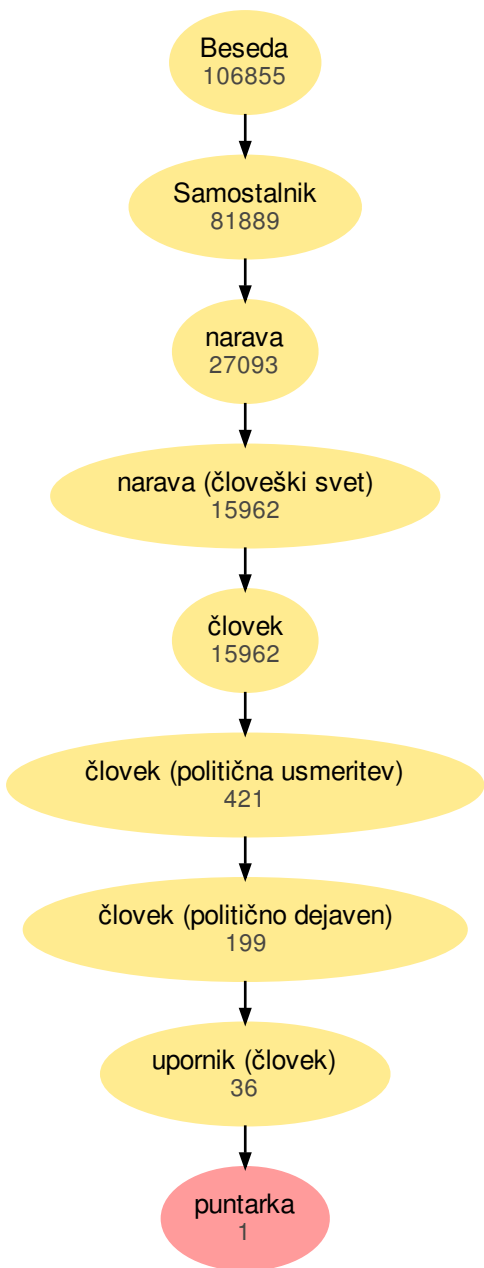 Beseda
106855
Samostalnik
81889
narava
27093
narava (človeški svet)
15962
človek
15962
človek (politična usmeritev)
421
človek (politično dejaven)
199
upornik (človek)
36
puntarka
1